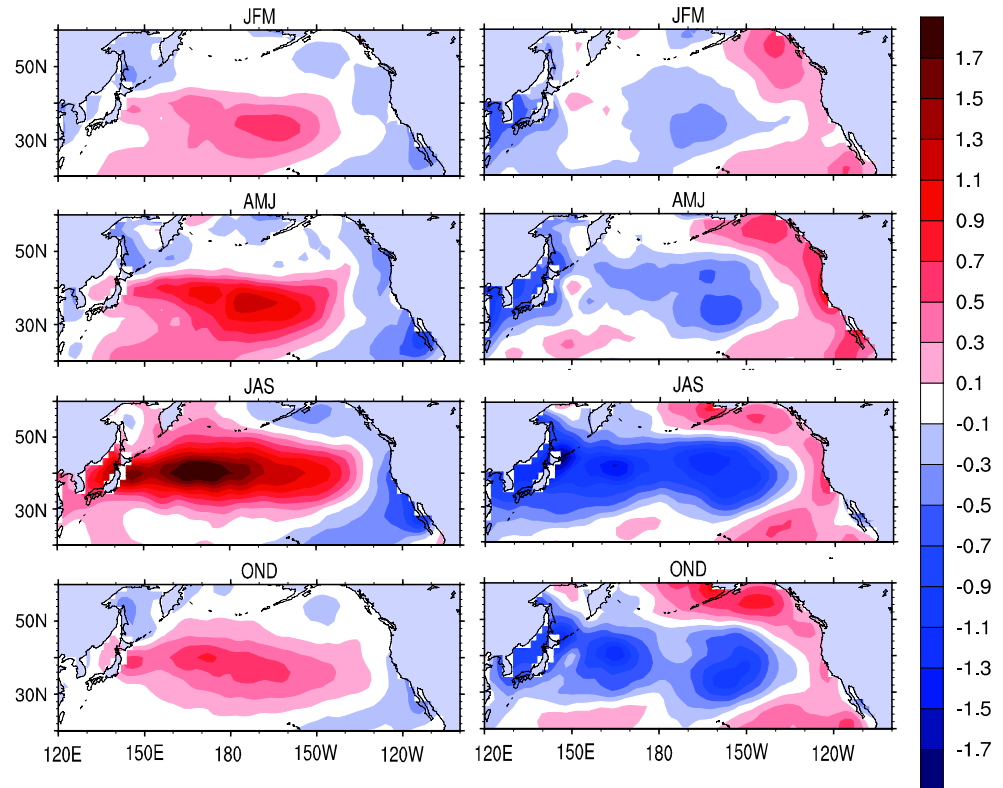 JFM
50N
30N
AMJ
50N
30N
JAS
50N
30N
OND
50N
30N
120E 150E 180 150W 120W
JFM
AMJ
JAS
OND
120E 150E 180 150W 120W
1.7
1.5
1.3
1.1
0.9
0.7
0.5
0.3
0.1
-0.1
-0.3
-0.5
-0.7
-0.9
-1.1
-1.3
-1.5
-1.7